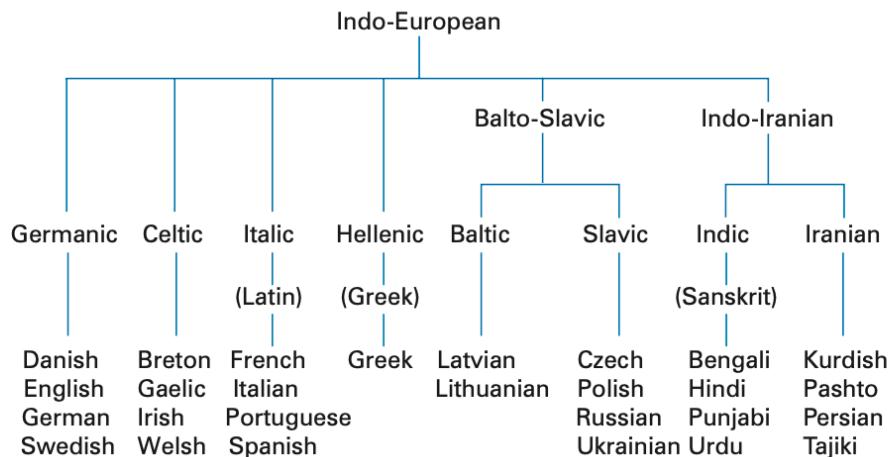 Indo-European
Balto-Slavic Indo-Iranian
Germanic Celtic Italic Hellenic Baltic Slavic Indic Iranian
(Latin) (Greek) (Sanskrit)
Danish Breton French Greek Latvian Czech Bengali Kurdish
English Gaelic Italian Lithuanian Polish Hindi Pashto
German Irish Portuguese Russian Punjabi Persian
Swedish Welsh Spanish Ukrainian Urdu Tajiki